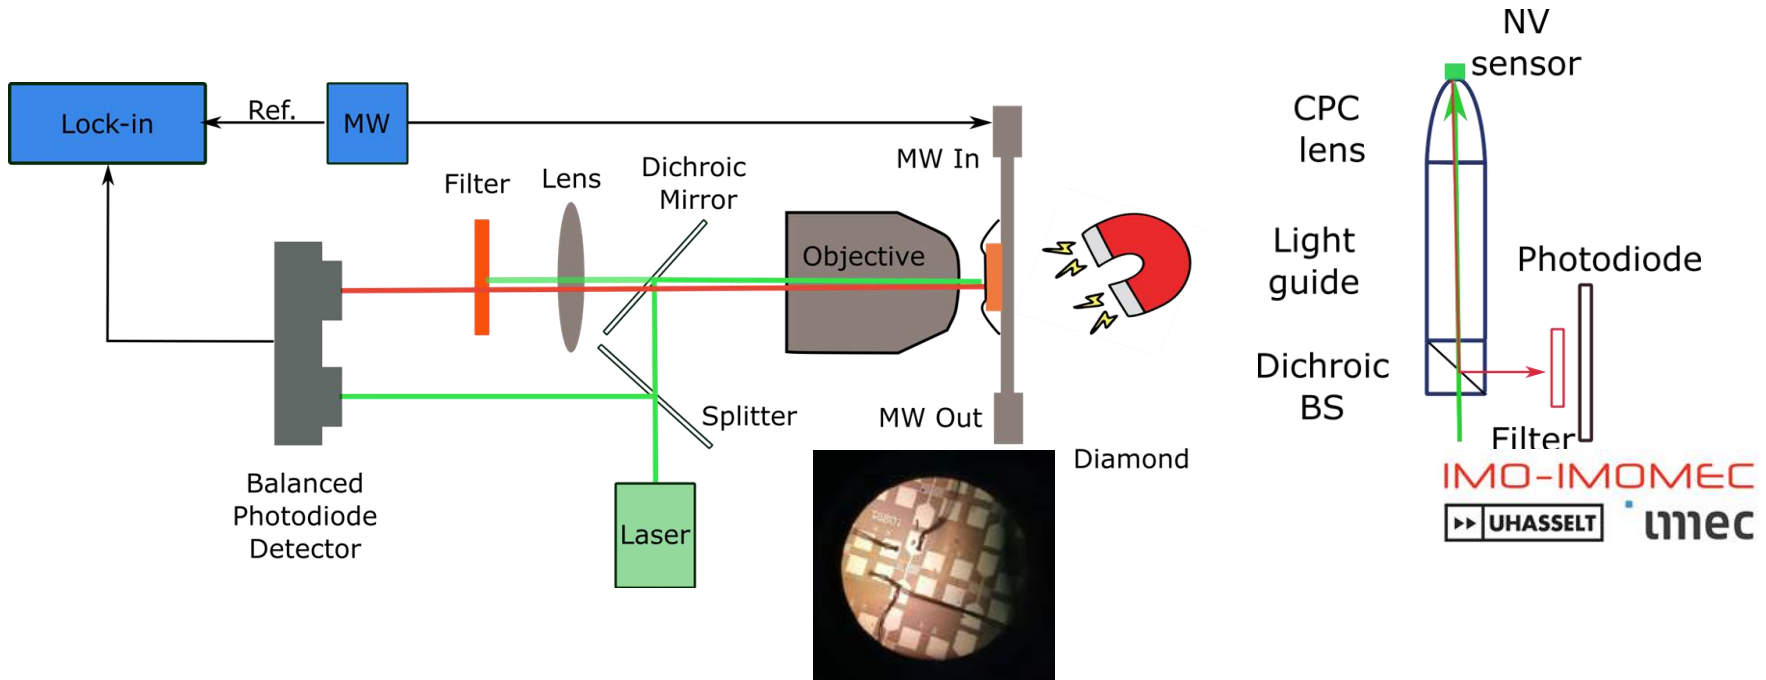 Lock-in
Ref.
MW
MW In
Dichroic
Mirror
Lens
Filter
Objective
Splitter
MW Out
Diamond
Balanced
Photodiode
Detector
Laser
NV
sensor
CPC
lens
Light
guide
Photodiode
Dichroic
BS
Filter
IMO-IMOMEC
UHASSELT
imec